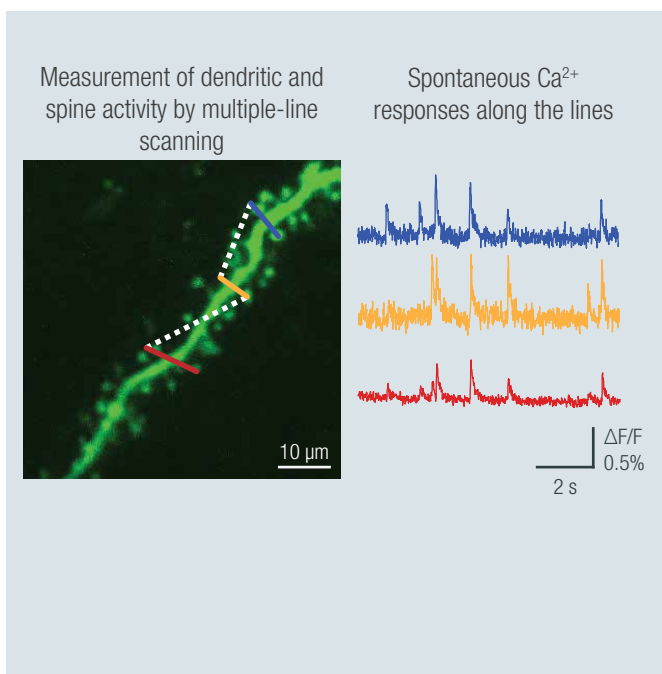 Measurement of dendritic and
spine activity by multiple-line
scanning
Spontaneous Ca²⁺
responses along the lines
10 µm
ΔF/F
0.5%
2 s